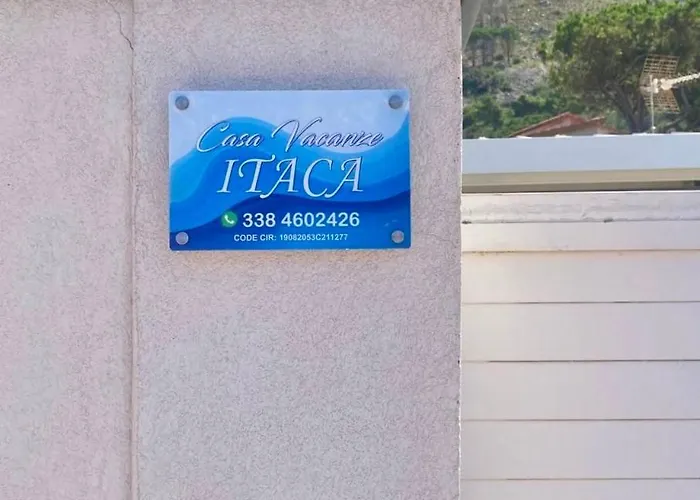 Casa Vacanze
ITACA
338 4602426
CODE CIR: 19082053C211277